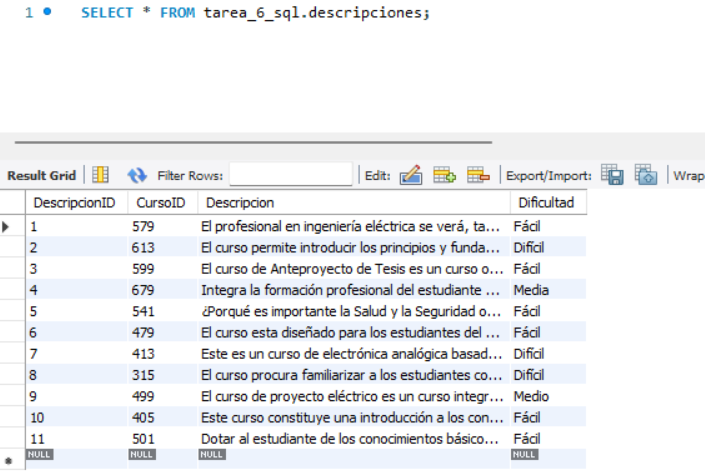 1 SELECT * FROM tarea_6_sql.descripciones;
Result Grid Filter Rows: Edit: Export/Import: Wrap
DescripcionID CursoID Descripcion Dificultad
1 579 El profesional en ingeniería eléctrica se verá, ta... Fácil
2 613 El curso permite introducir los principios y funda... Difícil
3 599 El curso de Anteproyecto de Tesis es un curso o... Fácil
4 679 Integra la formación profesional del estudiante ... Media
5 541 ¿Porqué es importante la Salud y la Seguridad o... Fácil
6 479 El curso esta diseñado para los estudiantes del ... Fácil
7 413 Este es un curso de electrónica analógica basad... Difícil
8 315 El curso procura familiarizar a los estudiantes co... Difícil
9 499 El curso de proyecto eléctrico es un curso integr... Medio
10 405 Este curso constituye una introducción a los con... Fácil
11 501 Dotar al estudiante de los conocimientos básico... Fácil
NULL NULL NULL NULL